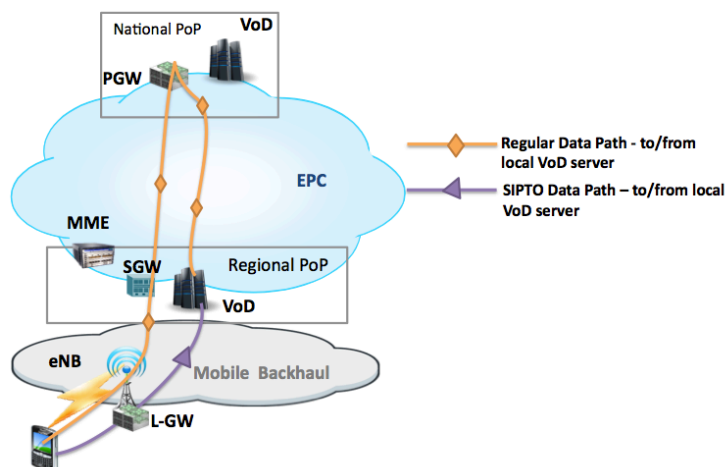 National PoP
VoD
PGW
Regular Data Path - to/from
local VoD server
EPC
SIPTO Data Path – to/from local
VoD server
MME
SGW
Regional PoP
VoD
eNB
Mobile Backhaul
L-GW